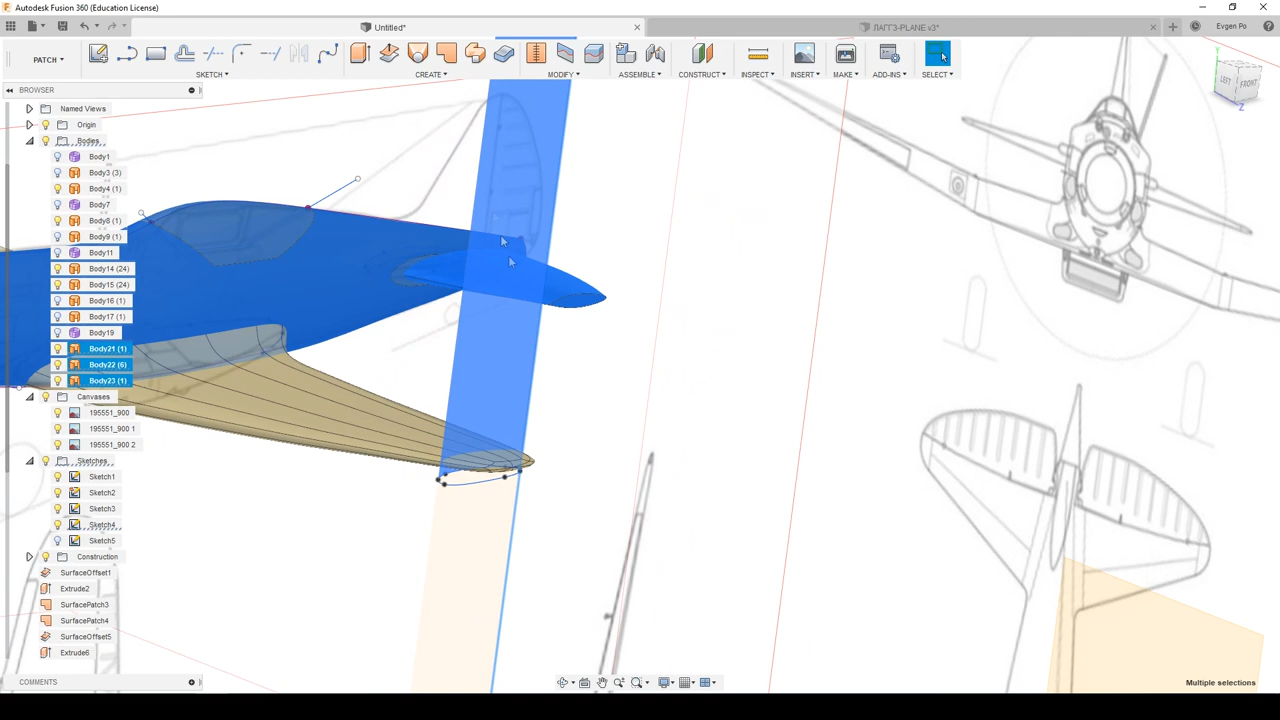 Autodesk Fusion 360 (Education License)
Untitled*
ЛАГГ3-PLANE v3*
Evgen Po
PATCH
SKETCH
CREATE
MODIFY
ASSEMBLE
CONSTRUCT
INSPECT
INSERT
MAKE
ADD-INS
SELECT
BROWSER
Named Views
Origin
Bodies
Body1
Body3 (3)
Body4 (1)
Body7
Body8 (1)
Body9 (1)
Body11
Body14 (24)
Body15 (24)
Body16 (1)
Body17 (1)
Body19
Body21 (1)
Body22 (6)
Body23 (1)
Canvases
195551_900
195551_900 1
195551_900 2
Sketches
Sketch1
Sketch2
Sketch3
Sketch4
Sketch5
Construction
SurfaceOffset1
Extrude2
SurfacePatch3
SurfacePatch4
SurfaceOffset5
Extrude6
Y
LEFT
FRONT
Z
COMMENTS
Multiple selections